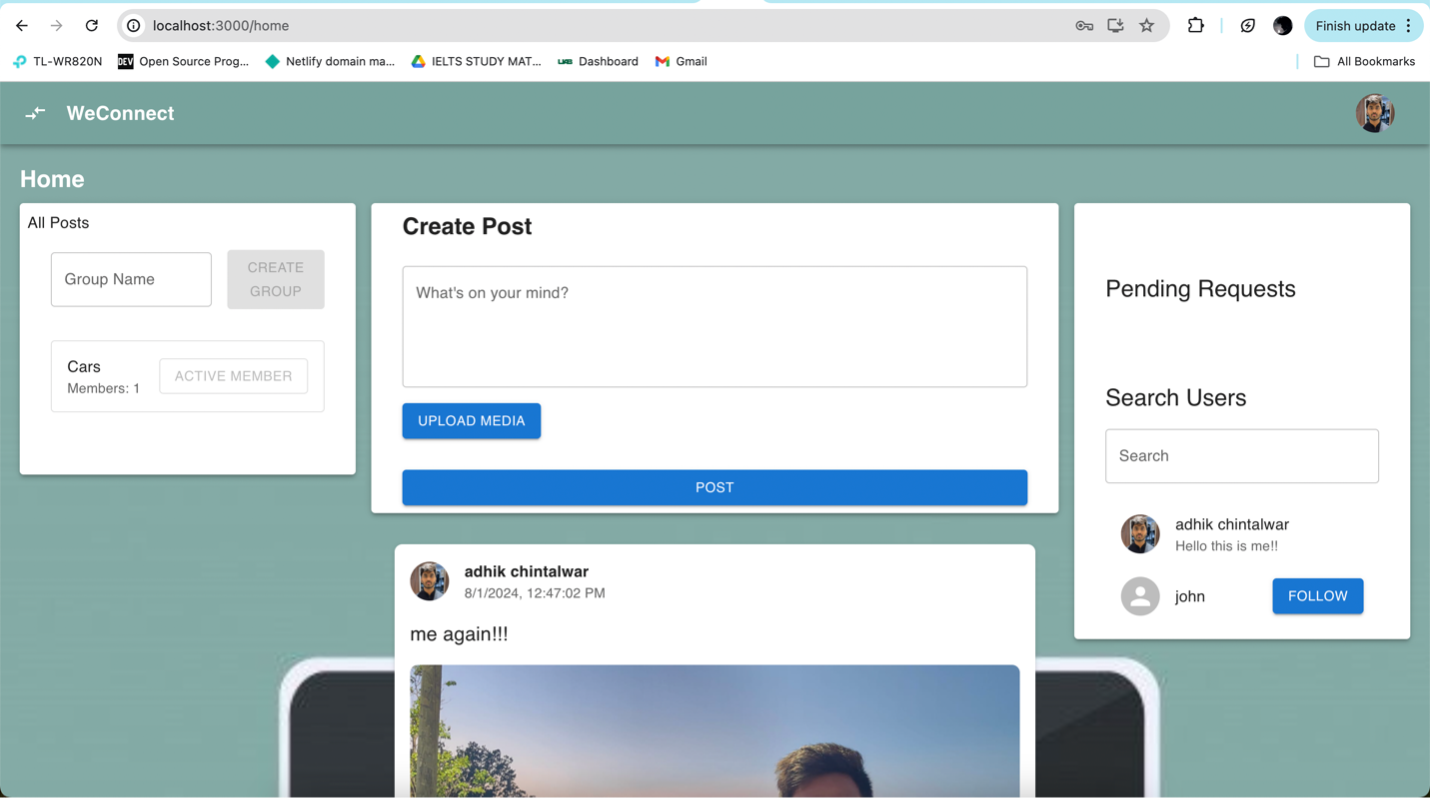 localhost:3000/home
Finish update
TL-WR820N
DEV Open Source Prog...
Netlify domain ma...
IELTS STUDY MAT...
UAB Dashboard
Gmail
All Bookmarks
WeConnect
Home
All Posts
Group Name
CREATE
GROUP
Cars
Members: 1
ACTIVE MEMBER
Create Post
What's on your mind?
UPLOAD MEDIA
POST
adhik chintalwar
8/1/2024, 12:47:02 PM
me again!!!
Pending Requests
Search Users
Search
adhik chintalwar
Hello this is me!!
john
FOLLOW